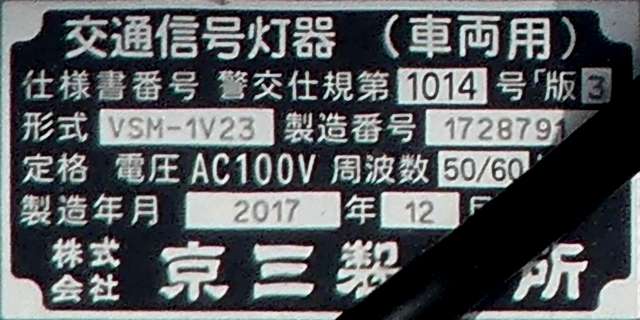 交通信号灯器（車両用）
仕様書番号 警交仕規第 1014 号「版 3
形式 VSM-1V23 製造番号 1728791
定格 電圧 AC100V 周波数 50/60
製造年月 2017 年 12 月
株式会社 京三製 所